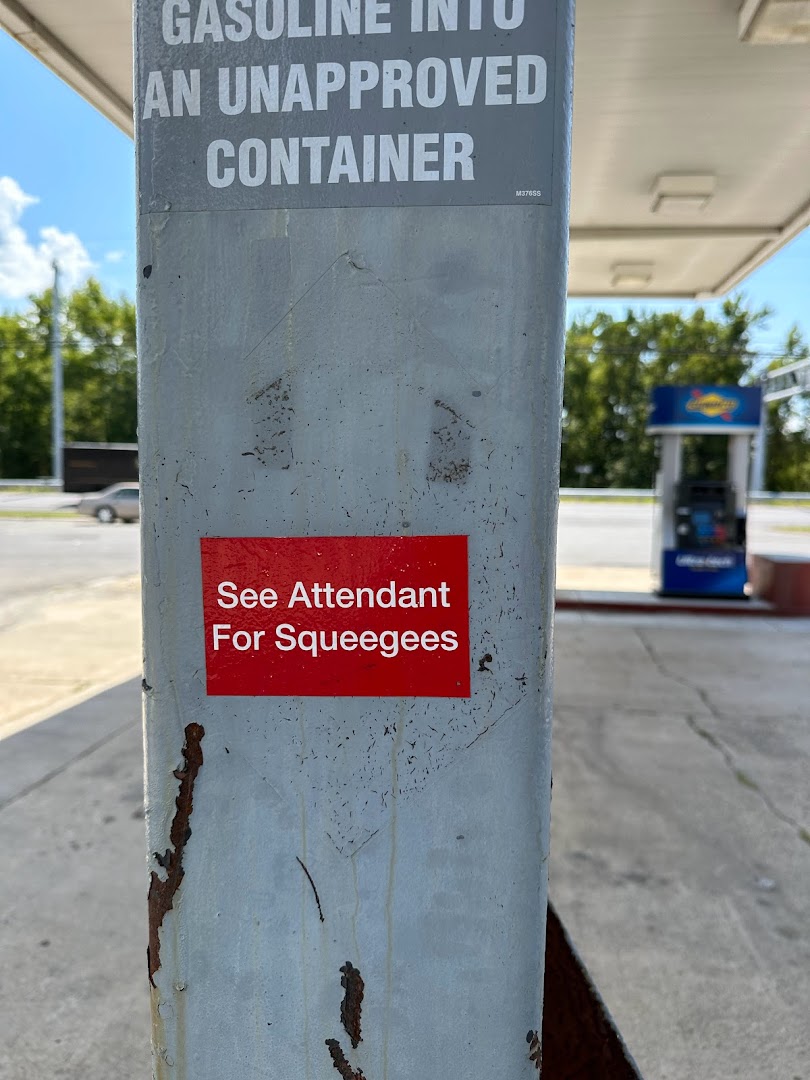 GASOLINE INTO
AN UNAPPROVED
CONTAINER
M376SS
See Attendant
For Squeegees
SUNOCO